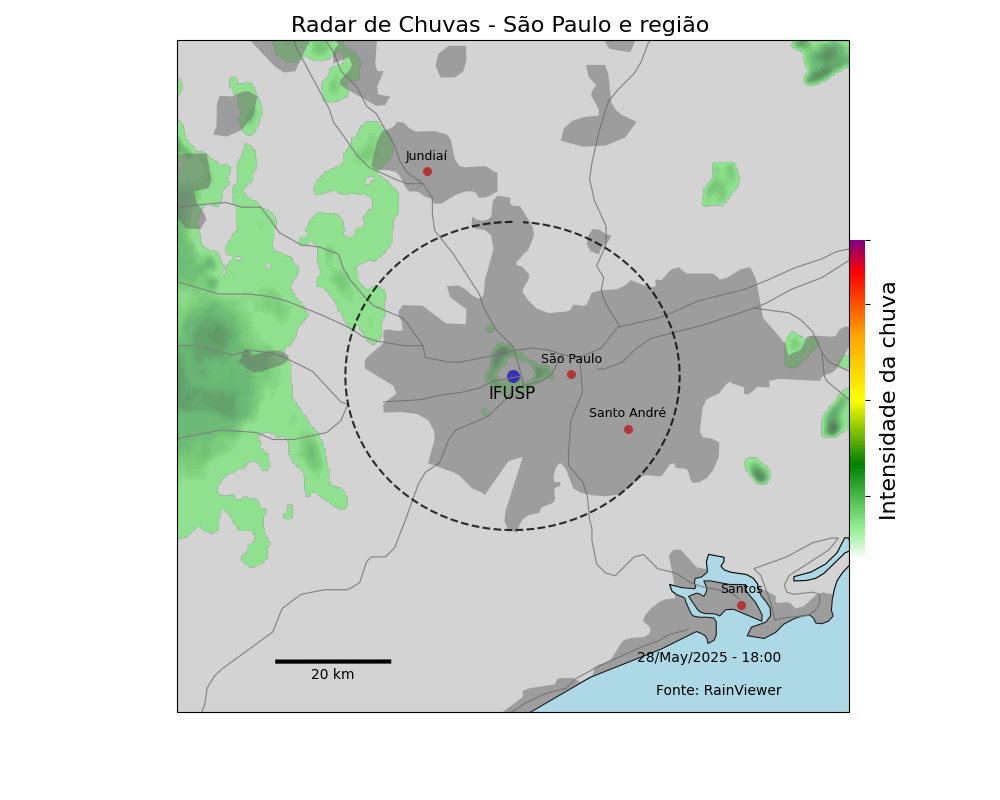 Radar de Chuvas - São Paulo e região
Jundiaí
São Paulo
IFUSP
Santo André
Intensidade da chuva
Santos
28/May/2025 - 18:00
20 km
Fonte: RainViewer